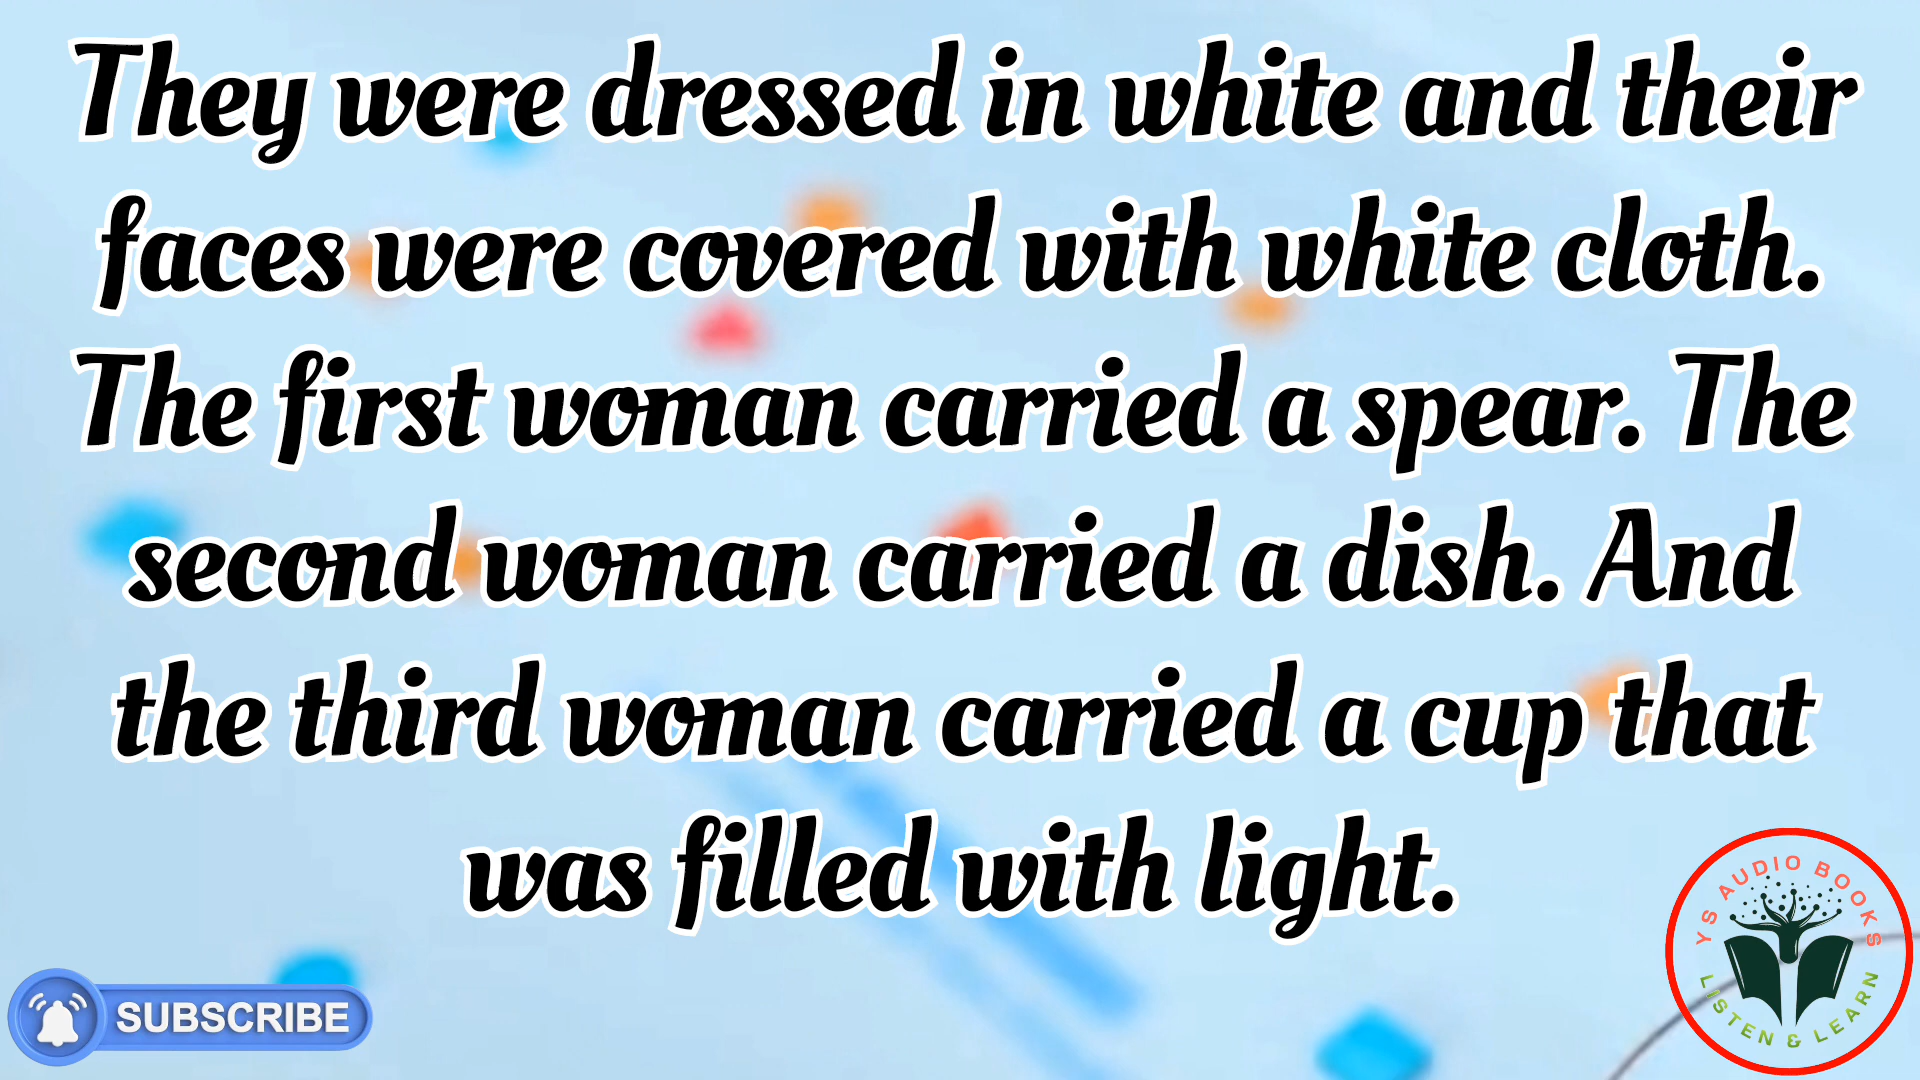 They were dressed in white and their
faces were covered with white cloth.
The first woman carried a spear. The
second woman carried a dish. And
the third woman carried a cup that
was filled with light.
SUBSCRIBE
YS AUDIO BOOKS
LISTEN & LEARN